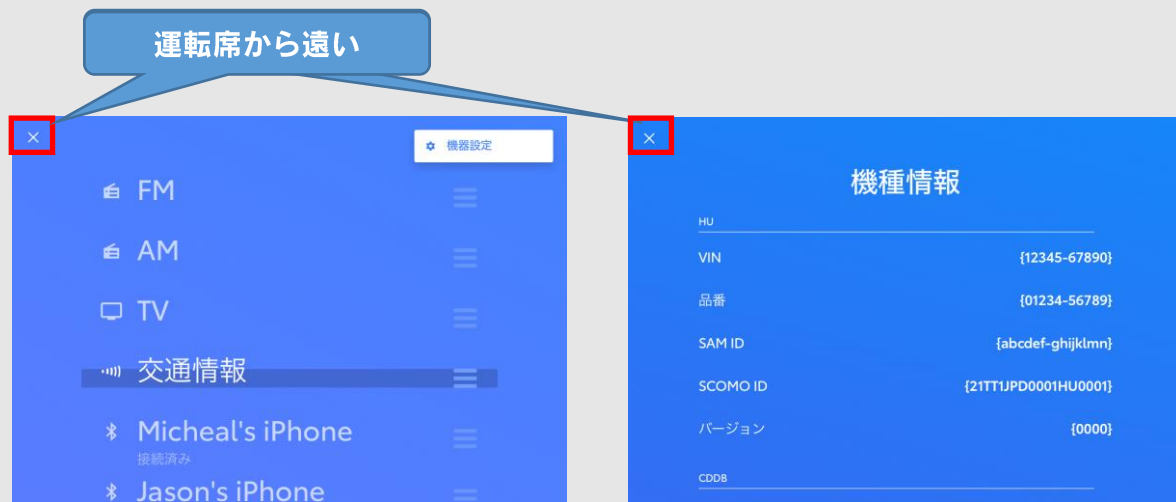 運転席から遠い
×
機器設定
FM
AM
TV
交通情報
Micheal's iPhone
接続済み
Jason's iPhone
×
機種情報
HU
VIN {12345-67890}
品番 {01234-56789}
SAM ID {abcdef-ghijklmn}
SCOMO ID {21TT1JPD0001HU0001}
バージョン {0000}
CDDB